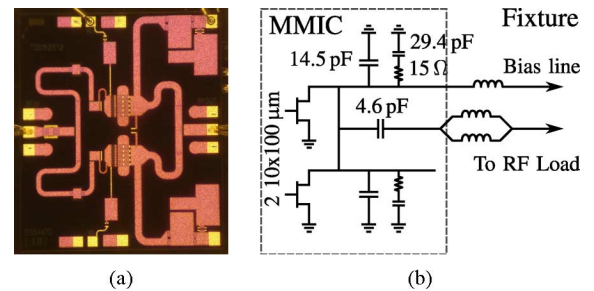 MMIC
Fixture
29.4 pF
14.5 pF
15 Ω
Bias line
4.6 pF
2 10x100 µm
To RF Load
(a)
(b)